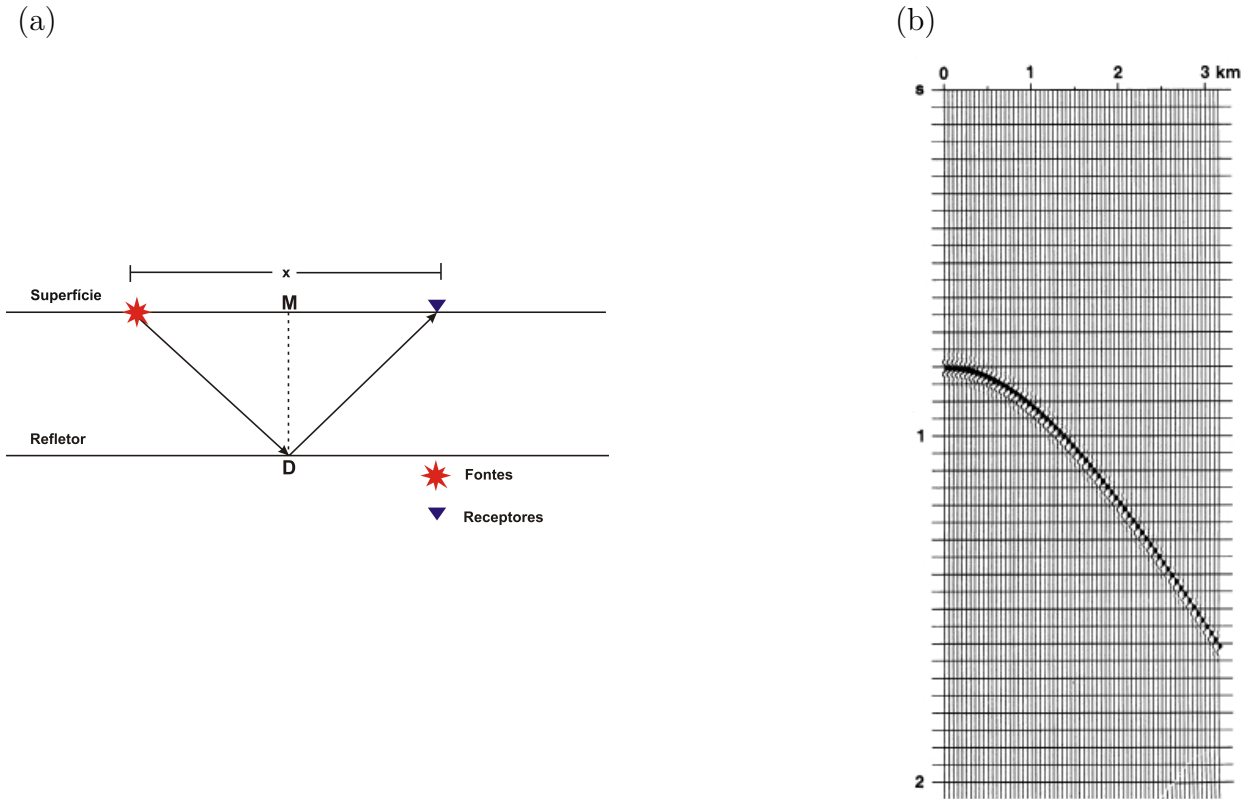 (a)
x
Superfície
M
Refletor
D
Fontes
Receptores
(b)
0 1 2 3 km
s
1
2